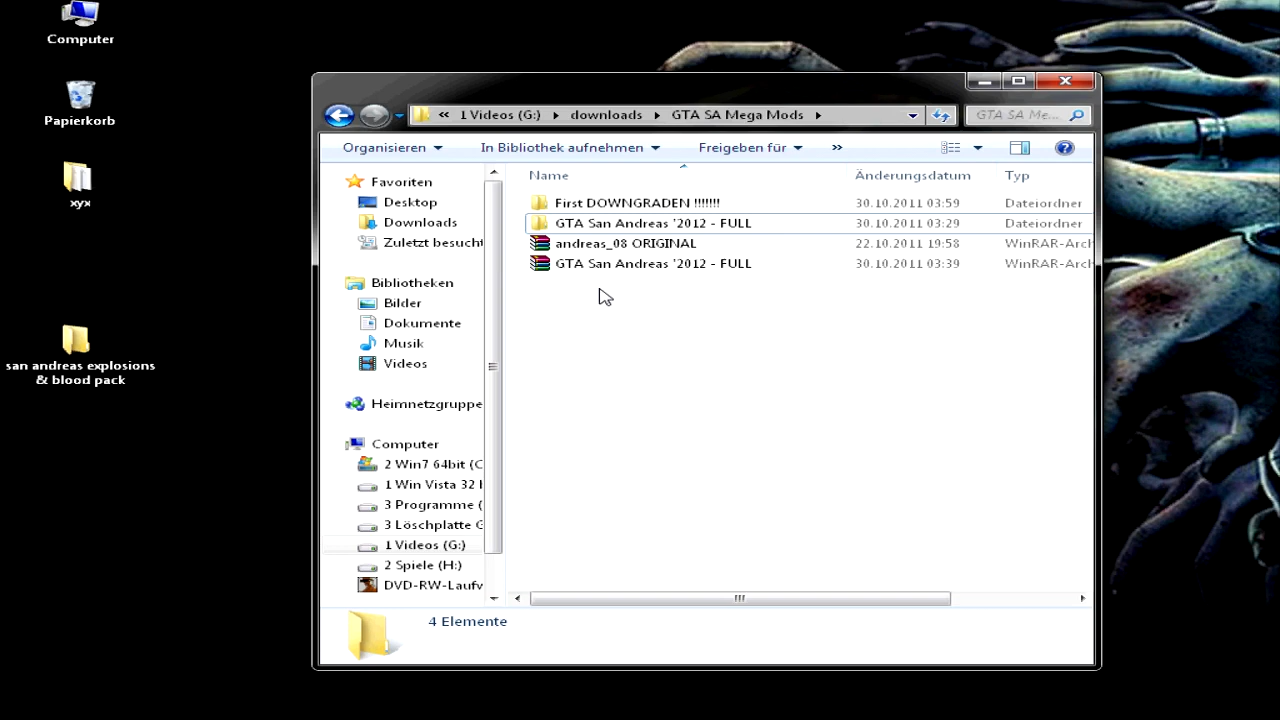 Computer
Papierkorb
xyx
san andreas explosions
& blood pack
« 1 Videos (G:) downloads GTA SA Mega Mods
GTA SA Me...
Organisieren In Bibliothek aufnehmen Freigeben für »
Name Änderungsdatum Typ
First DOWNGRADEN !!!!!!! 30.10.2011 03:59 Dateiordner
GTA San Andreas '2012 - FULL 30.10.2011 03:29 Dateiordner
andreas_08 ORIGINAL 22.10.2011 19:58 WinRAR-Arch
GTA San Andreas '2012 - FULL 30.10.2011 03:39 WinRAR-Arch
Favoriten
Desktop
Downloads
Zuletzt besucht
Bibliotheken
Bilder
Dokumente
Musik
Videos
Heimnetzgruppe
Computer
2 Win7 64bit (C
1 Win Vista 32
3 Programme (
3 Löschplatte
1 Videos (G:)
2 Spiele (H:)
DVD-RW-Laufw
4 Elemente